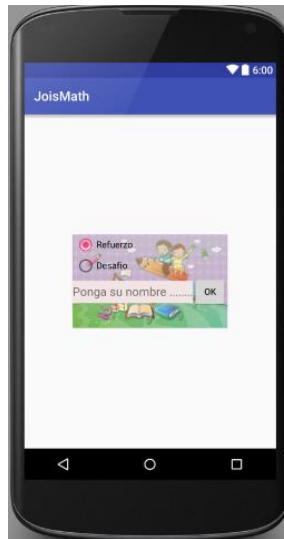 6:00
JoisMath
Refuerzo
Desafio
Ponga su nombre ........ OK